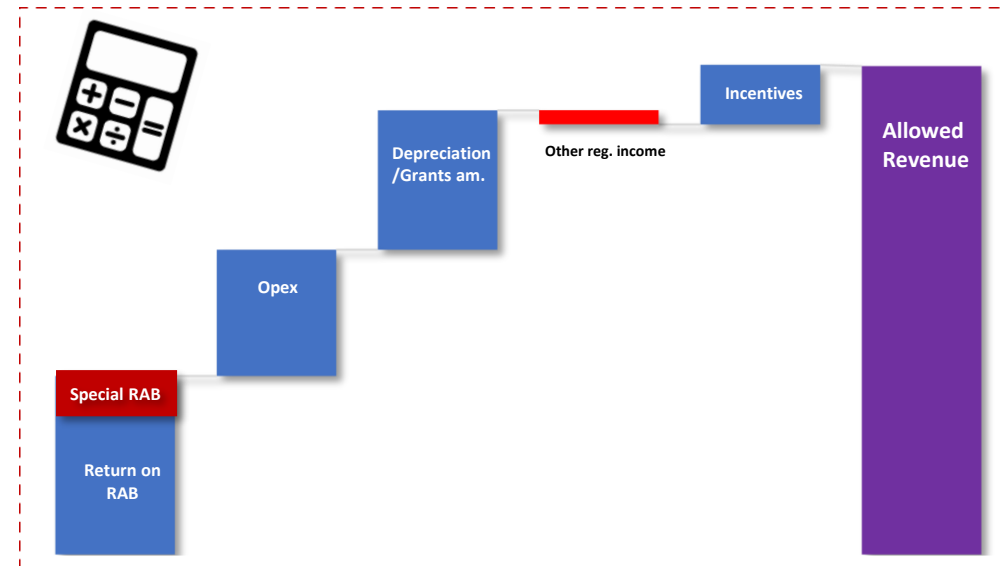 Incentives
Allowed
Revenue
Depreciation
/Grants am.
Other reg. income
Opex
Special RAB
Return on
RAB